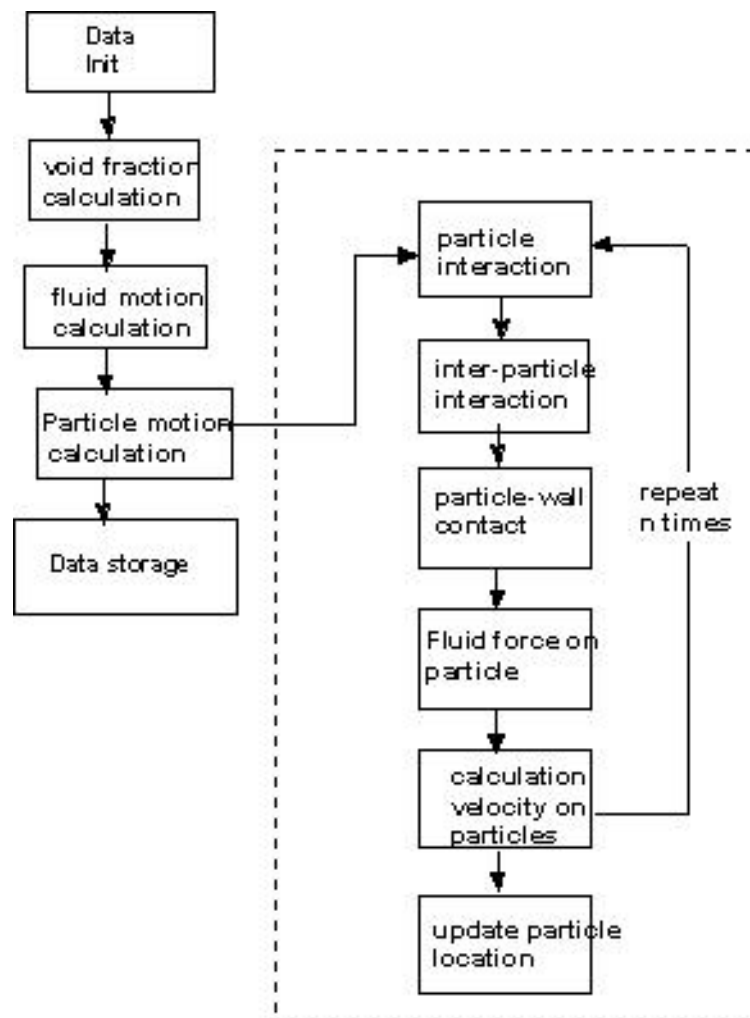 Data
Init
void fraction
calculation
fluid motion
calculation
Particle motion
calculation
Data storage
particle
interaction
inter-particle
interaction
particle-wall
contact
Fluid force on
particle
calculation
velocity on
particles
update particle
location
repeat
n times